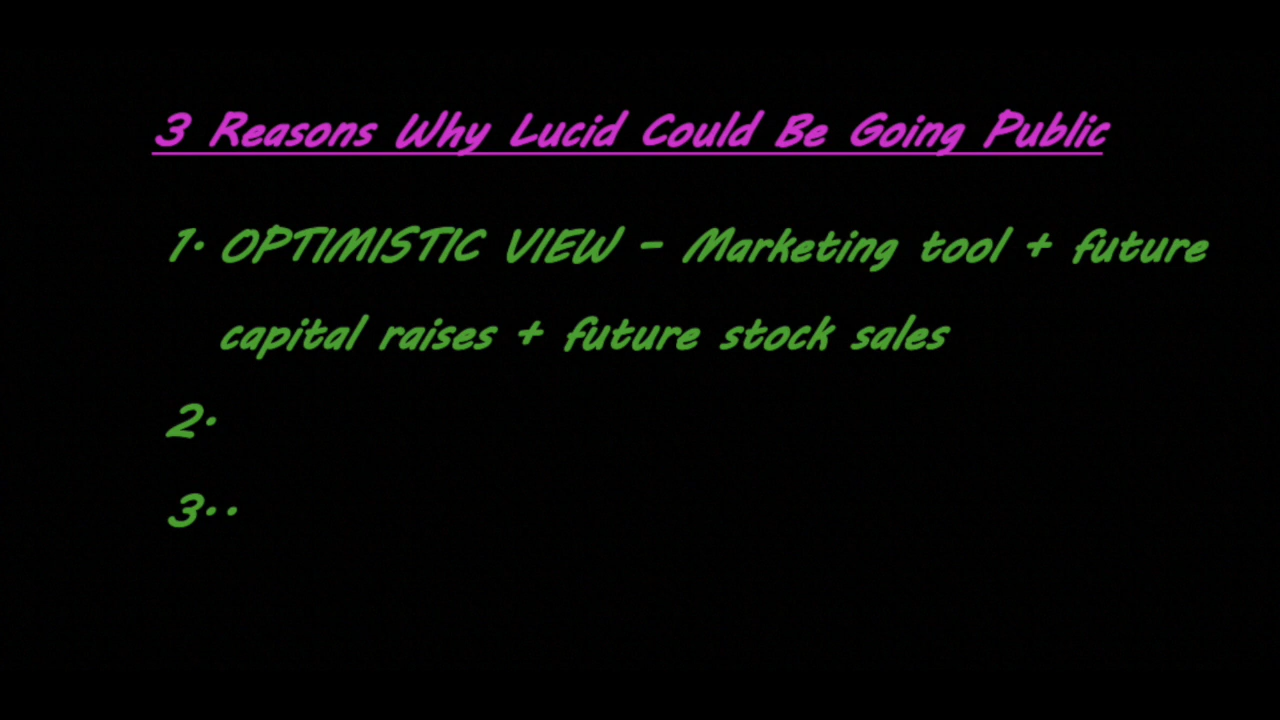 3 Reasons Why Lucid Could Be Going Public
1. OPTIMISTIC VIEW - Marketing tool + future
capital raises + future stock sales
2.
3..